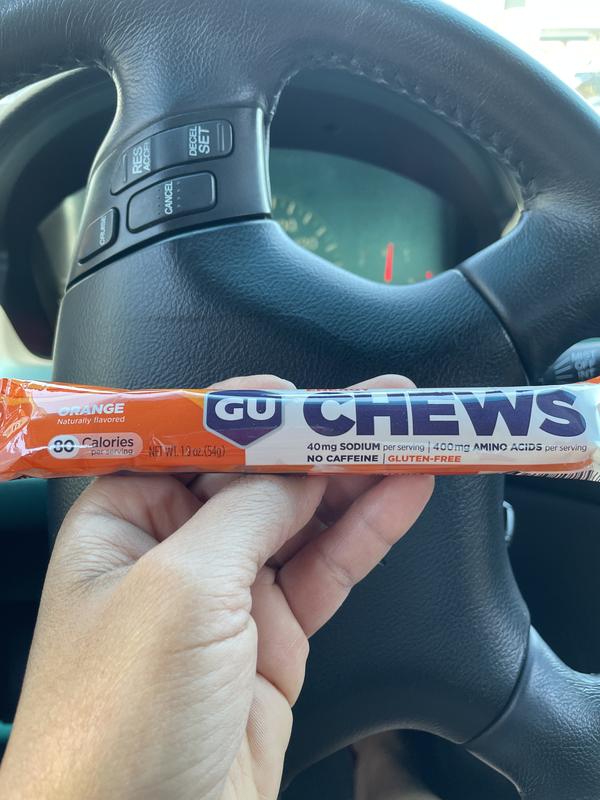 RES
ACCEL
DECEL
SET
CANCEL
CRUISE
ENERGY
ORANGE
Naturally flavored
GU CHEWS
80 Calories
per serving
NET WT. 1.9 oz. (54g)
40mg SODIUM per serving | 400mg AMINO ACIDS per serving
NO CAFFEINE | GLUTEN-FREE